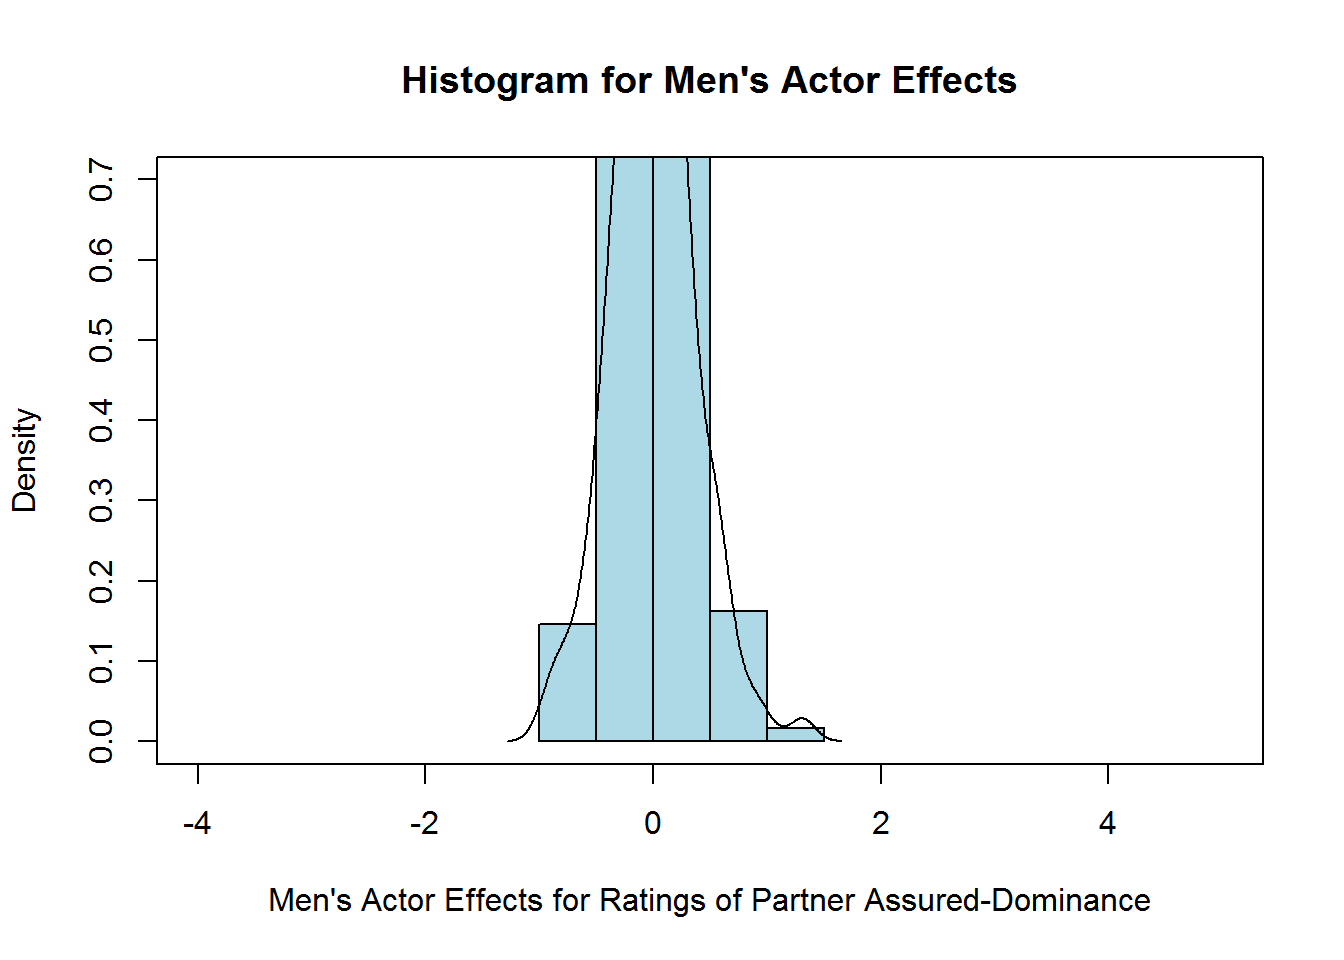 Histogram for Men's Actor Effects
Density
0.7
0.6
0.5
0.4
0.3
0.2
0.1
0.0
-4 -2 0 2 4
Men's Actor Effects for Ratings of Partner Assured-Dominance